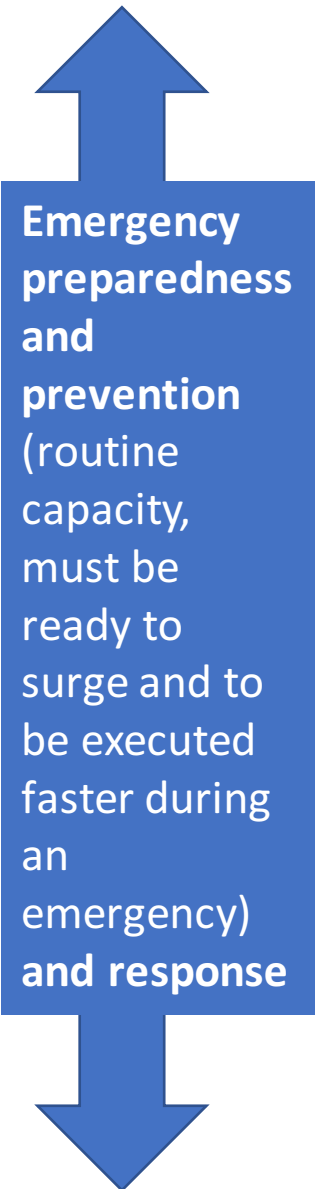 Emergency
preparedness
and
prevention
(routine
capacity,
must be
ready to
surge and to
be executed
faster during
an
emergency)
and response